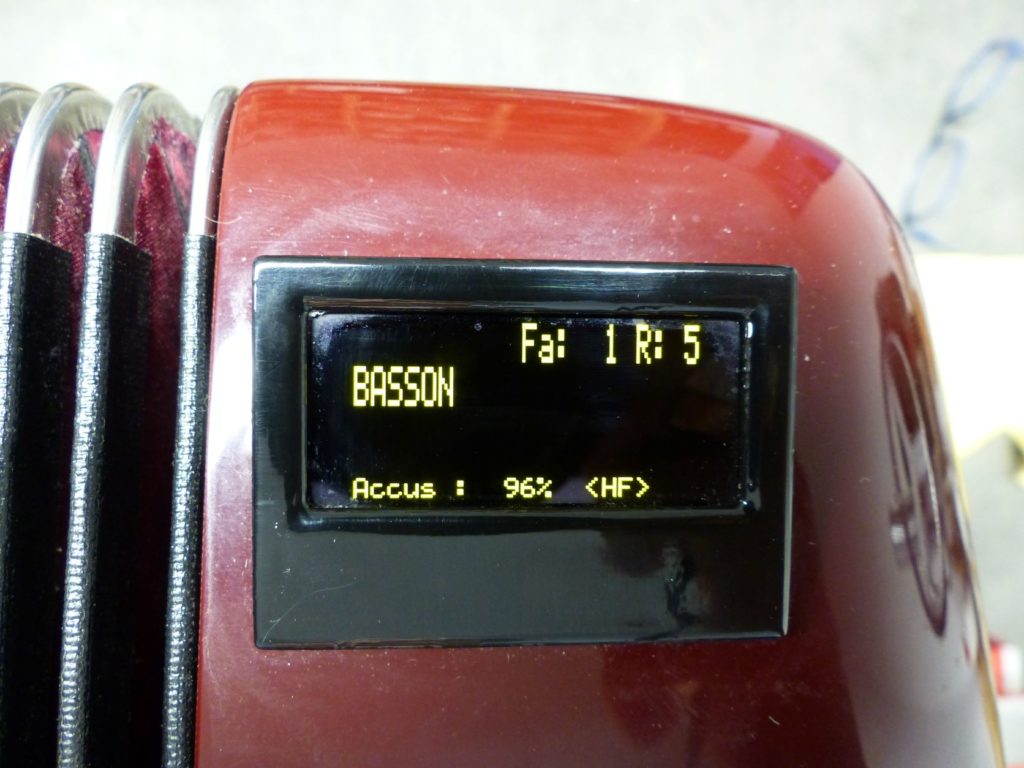 Fa: 1 R: 5
BASSON
Accus : 96% <HF>